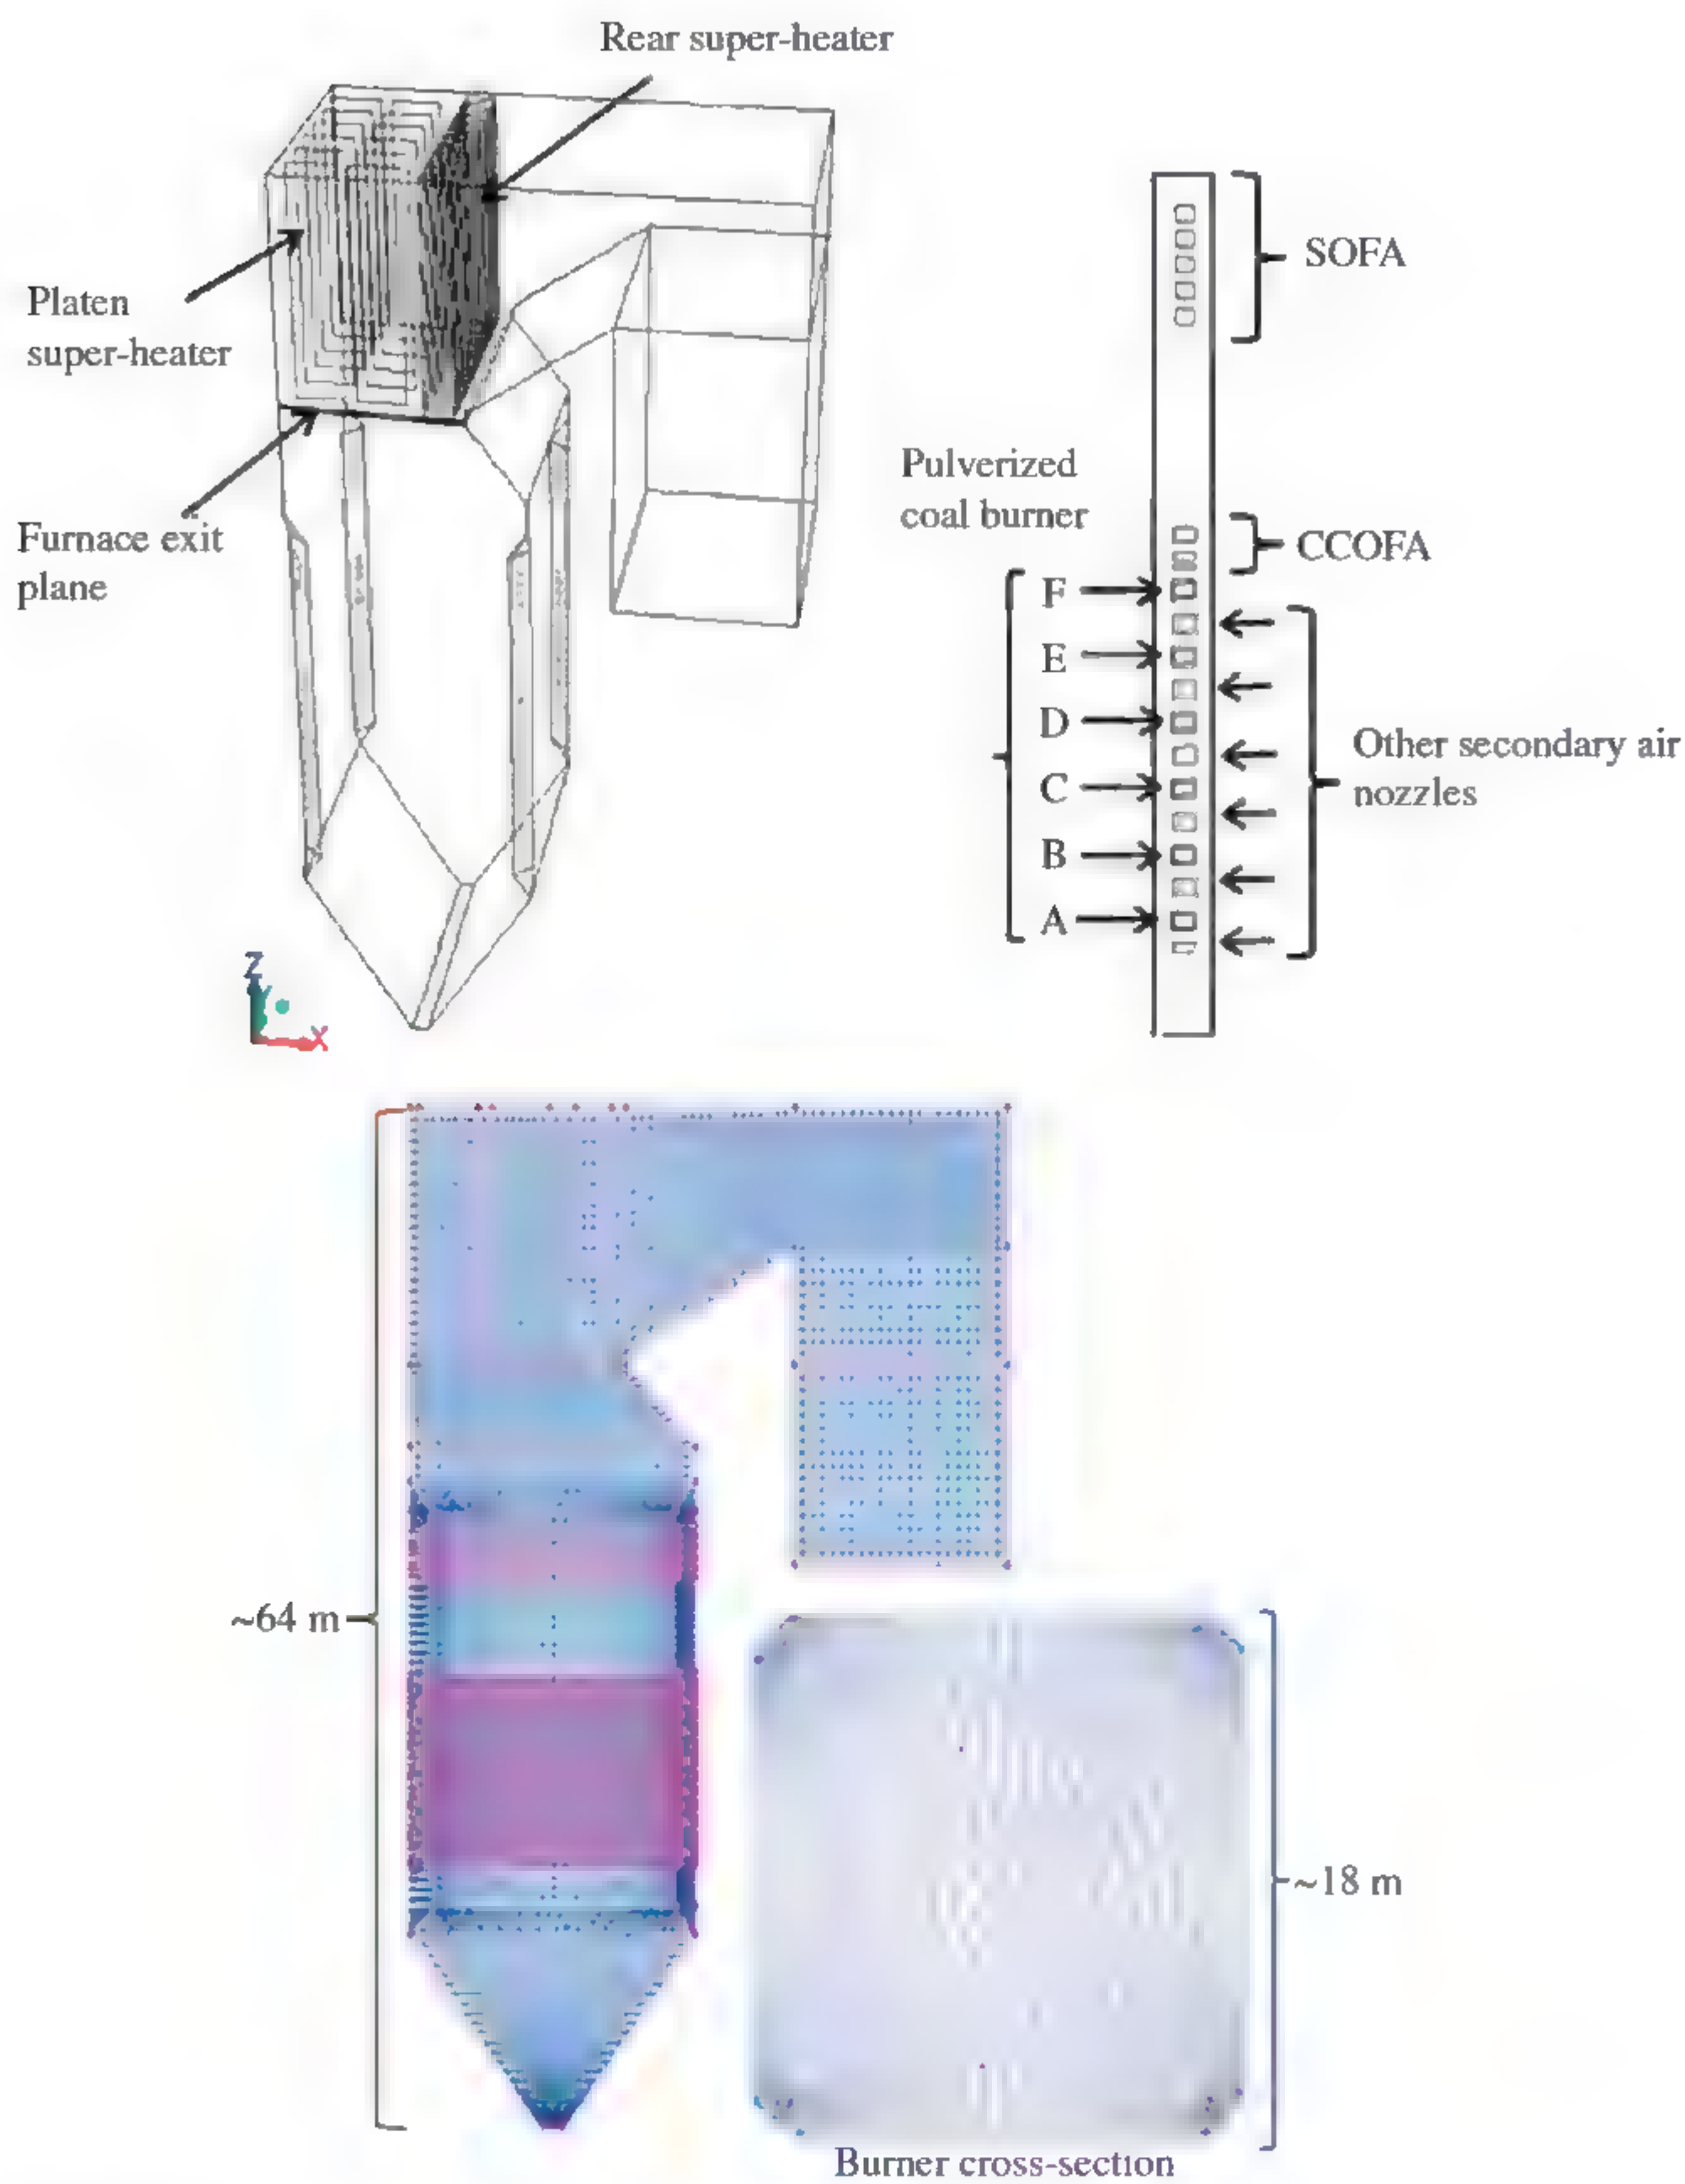 Rear super-heater
Platen
super-heater
Furnace exit
plane
Z
Y
X
SOFA
Pulverized
coal burner
CCOFA
F
E
D
C
B
A
Other secondary air
nozzles
~64 m
~18 m
Burner cross-section